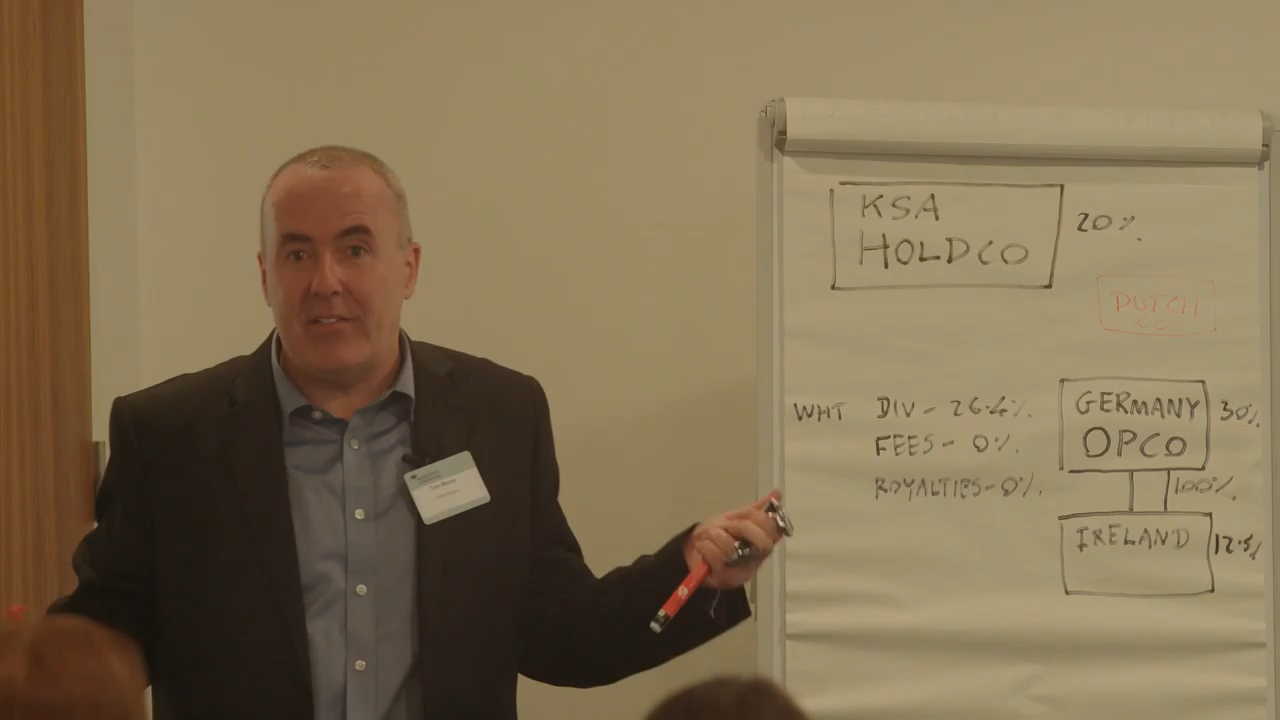 KSA
HOLDCO
20%.
DUTCH
CO
WHT DIV - 26.4%.
FEES - 0%.
ROYALTIES - 0%.
GERMANY
OPCO
30%
100%.
IRELAND
12.5%